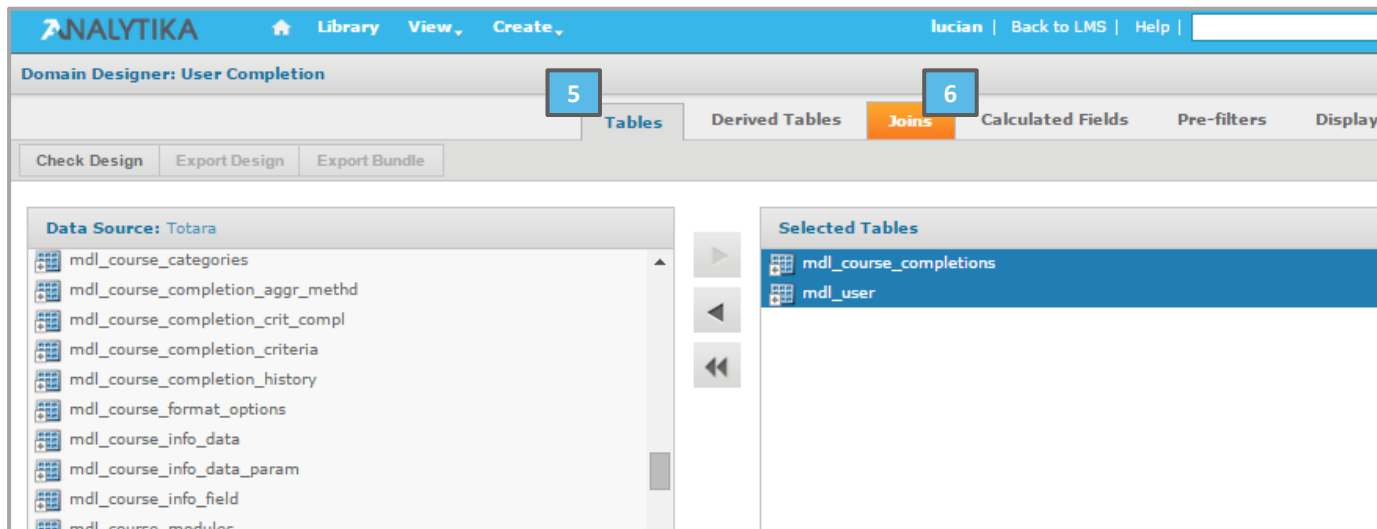 ANALYTIKA Library View Create lucian | Back to LMS | Help |
Domain Designer: User Completion
5 6
Tables Derived Tables Joins Calculated Fields Pre-filters Display
Check Design Export Design Export Bundle
Data Source: Totara
mdl_course_categories
mdl_course_completion_aggr_methd
mdl_course_completion_crit_compl
mdl_course_completion_criteria
mdl_course_completion_history
mdl_course_format_options
mdl_course_info_data
mdl_course_info_data_param
mdl_course_info_field
mdl_course_modules
Selected Tables
mdl_course_completions
mdl_user